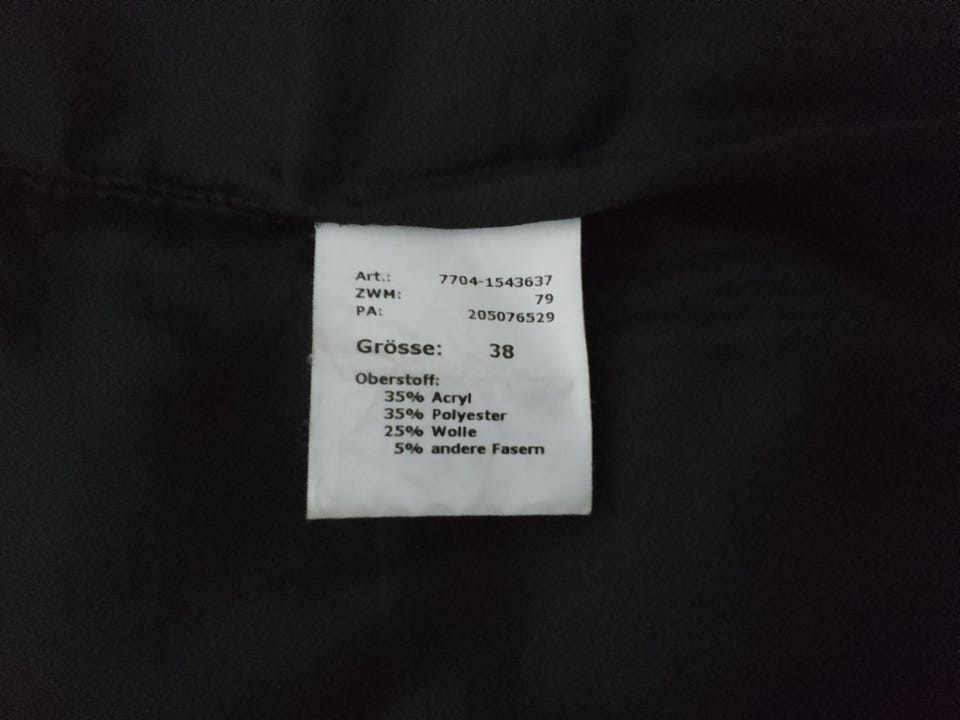 Art.: 7704-1543637
ZWM: 79
PA: 205076529
Grösse: 38
Oberstoff:
35% Acryl
35% Polyester
25% Wolle
5% andere Fasern